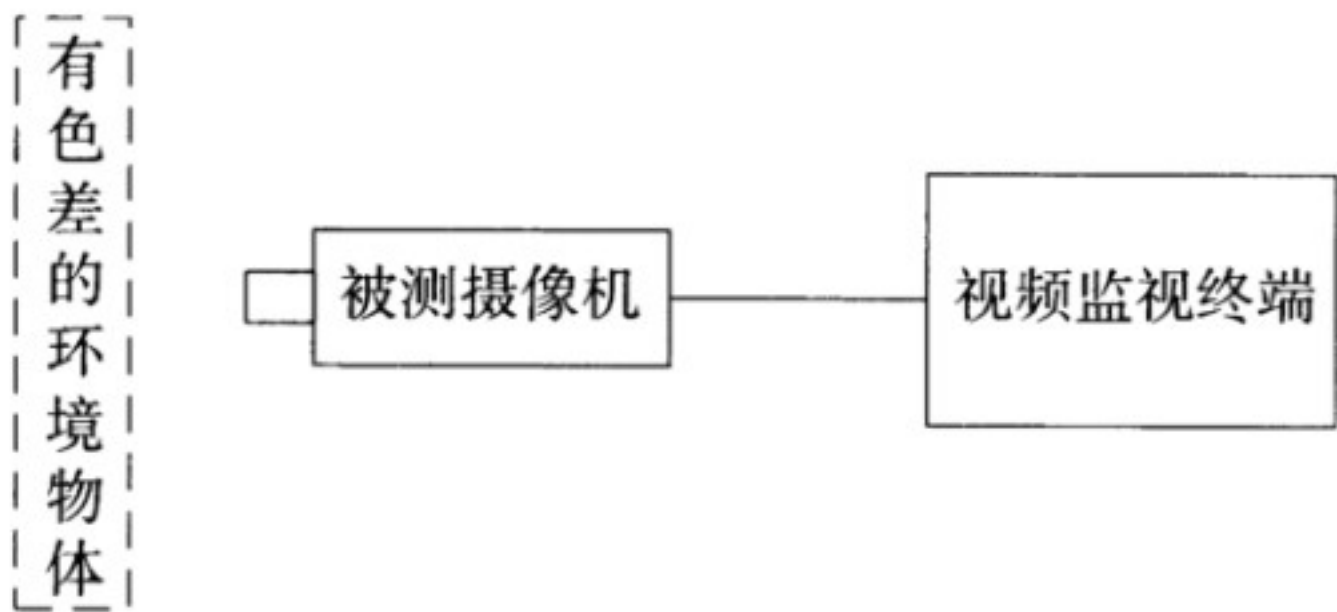 有色差的环境物体
被测摄像机
视频监视终端